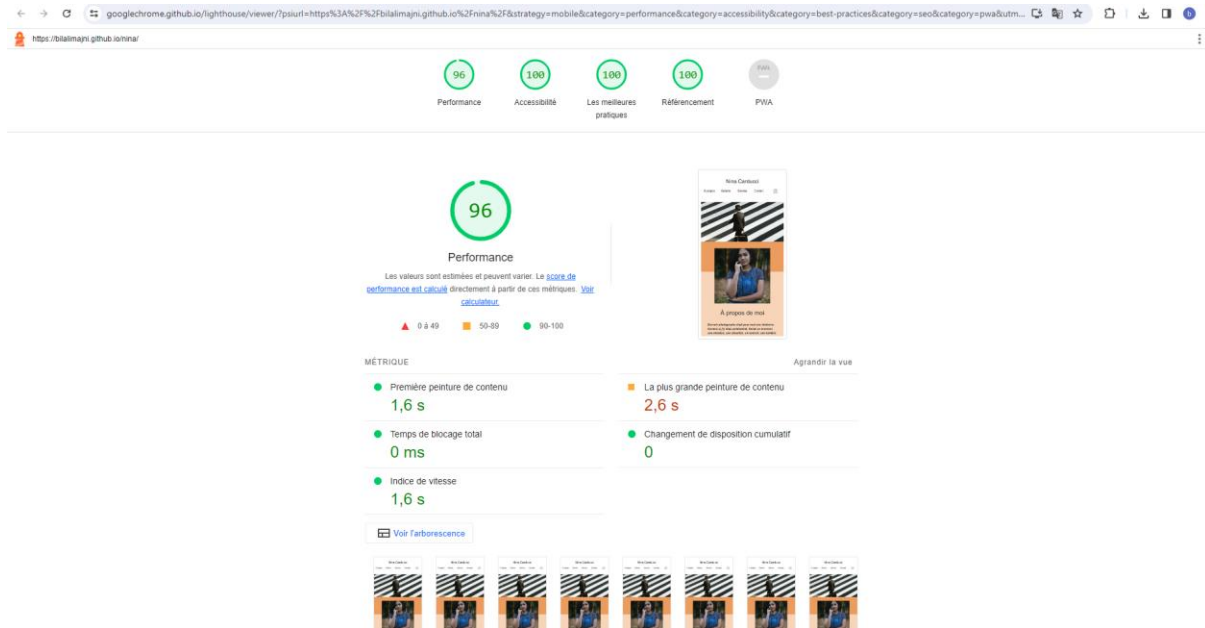 googlechrome.github.io/lighthouse/viewer/?psiurl=https%3A%2F%2Fbilalimajni.github.io%2Fnina%2F&strategy=mobile&category=performance&category=accessibility&category=best-practices&category=seo&category=pwa&utm...
b
https://bilalimajni.github.io/nina/
96
100
100
100
PWA
Performance
Accessibilité
Les meilleures
pratiques
Référencement
PWA
96
Performance
Les valeurs sont estimées et peuvent varier. Le score de
performance est calculé directement à partir de ces métriques. Voir
calculateur.
0 à 49
50-89
90-100
Nina Carducci
À propos de moi
MÉTRIQUE
Agrandir la vue
Première peinture de contenu
1,6 s
La plus grande peinture de contenu
2,6 s
Temps de blocage total
0 ms
Changement de disposition cumulatif
0
Indice de vitesse
1,6 s
Voir l'arborescence